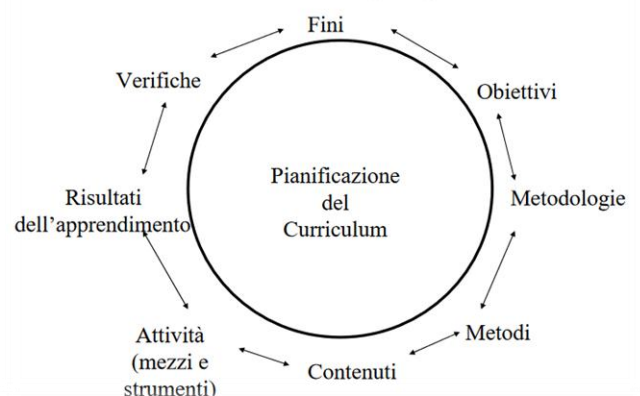 Fini
Obiettivi
Metodologie
Metodi
Contenuti
Attività
(mezzi e
strumenti)
Risultati
dell’apprendimento
Verifiche
Pianificazione
del
Curriculum